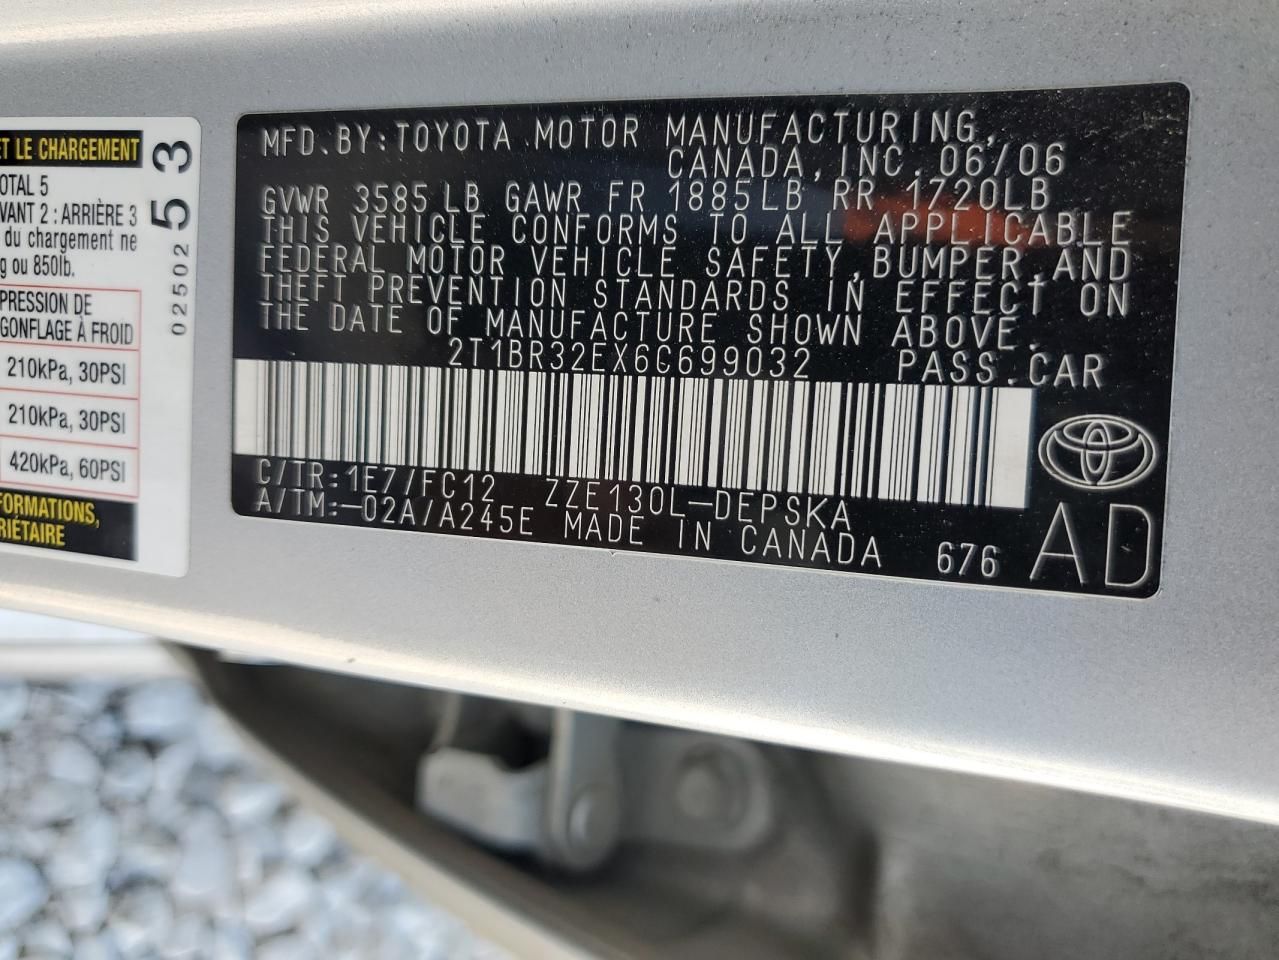 ET LE CHARGEMENT
OTAL 5
VANT 2 : ARRIÈRE 3
du chargement ne
g ou 850lb.
PRESSION DE
GONFLAGE À FROID
210kPa, 30PSI
210kPa, 30PSI
420kPa, 60PSI
FORMATIONS,
RIÉTAIRE
02502 53
MFD.BY:TOYOTA MOTOR MANUFACTURING,
CANADA,INC.06/06
GVWR 3585LB GAWR FR 1885LB RR 1720LB
THIS VEHICLE CONFORMS TO ALL APPLICABLE
FEDERAL MOTOR VEHICLE SAFETY,BUMPER,AND
THEFT PREVENTION STANDARDS IN EFFECT ON
THE DATE OF MANUFACTURE SHOWN ABOVE.
2T1BR32EX6C699032 PASS.CAR
C/TR:1E7/FC12 ZZE130L-DEPSKA
A/TM:-02A/A245E MADE IN CANADA 676 AD